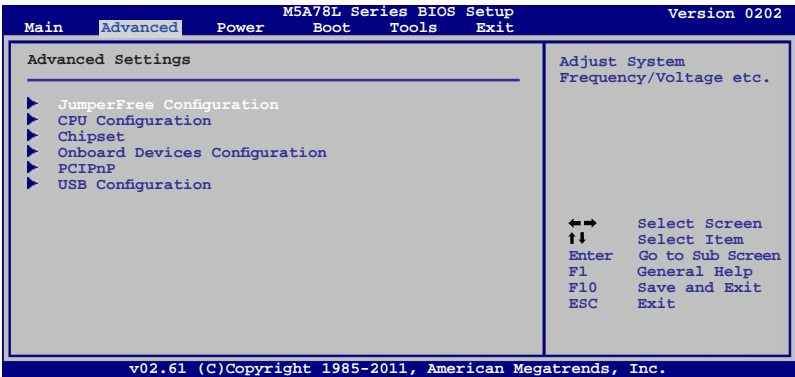 M5A78L Series BIOS Setup Version 0202
Main Advanced Power Boot Tools Exit
Advanced Settings
JumperFree Configuration
CPU Configuration
Chipset
Onboard Devices Configuration
PCIPnP
USB Configuration
Adjust System
Frequency/Voltage etc.
←→ Select Screen
↑↓ Select Item
Enter Go to Sub Screen
F1 General Help
F10 Save and Exit
ESC Exit
v02.61 (C)Copyright 1985-2011, American Megatrends, Inc.